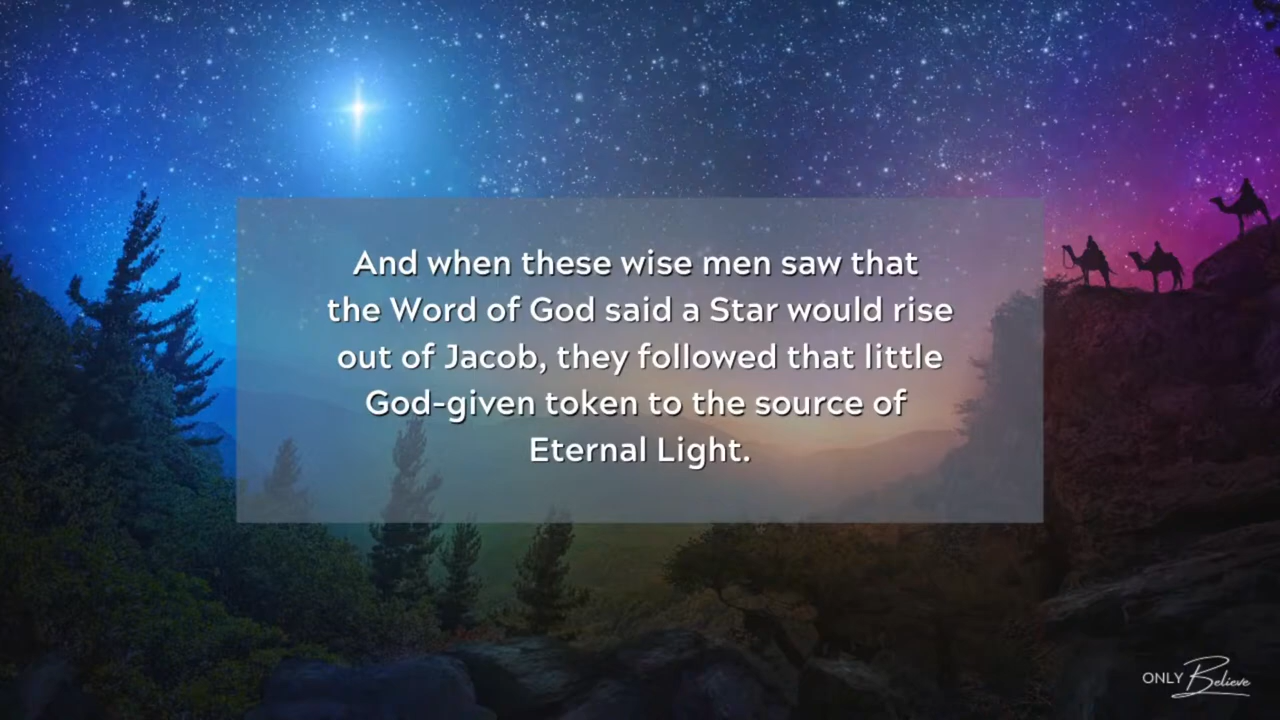 And when these wise men saw that
the Word of God said a Star would rise
out of Jacob, they followed that little
God-given token to the source of
Eternal Light.
ONLY Believe